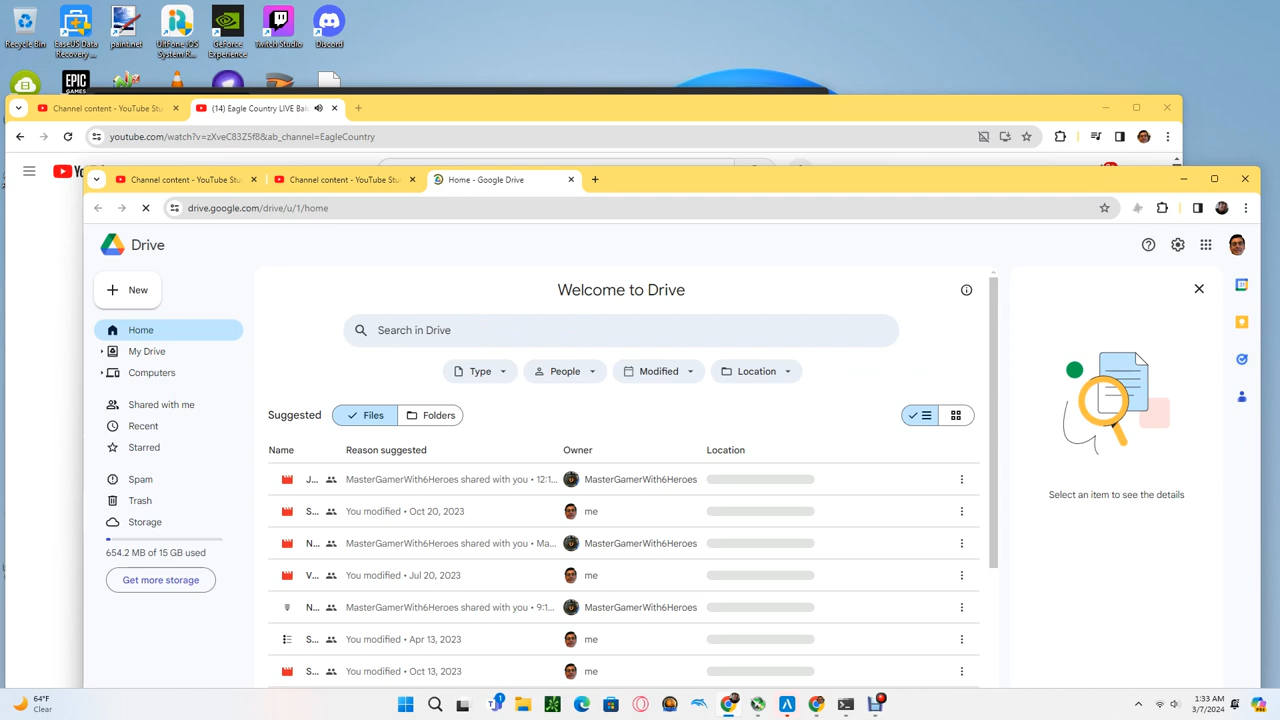 Recycle Bin
EaseUS Data Recovery ...
paint.net
UltFone iOS System R...
GeForce Experience
Twitch Studio
Discord
EPIC GAMES
Channel content - YouTube Stu
(14) Eagle Country LIVE Bal
youtube.com/watch?v=zXveC83Z5f8&ab_channel=EagleCountry
Channel content - YouTube Stu
Channel content - YouTube Stu
Home - Google Drive
drive.google.com/drive/u/1/home
Drive
New
Home
My Drive
Computers
Shared with me
Recent
Starred
Spam
Trash
Storage
654.2 MB of 15 GB used
Get more storage
Welcome to Drive
Search in Drive
Type People Modified Location
Suggested Files Folders
Name Reason suggested Owner Location
J... MasterGamerWith6Heroes shared with you • 12:1... MasterGamerWith6Heroes
S... You modified • Oct 20, 2023 me
N... MasterGamerWith6Heroes shared with you • Ma... MasterGamerWith6Heroes
V... You modified • Jul 20, 2023 me
N... MasterGamerWith6Heroes shared with you • 9:1... MasterGamerWith6Heroes
S... You modified • Apr 13, 2023 me
S... You modified • Oct 13, 2023 me
Select an item to see the details
64°F
Clear
1
1:33 AM
3/7/2024